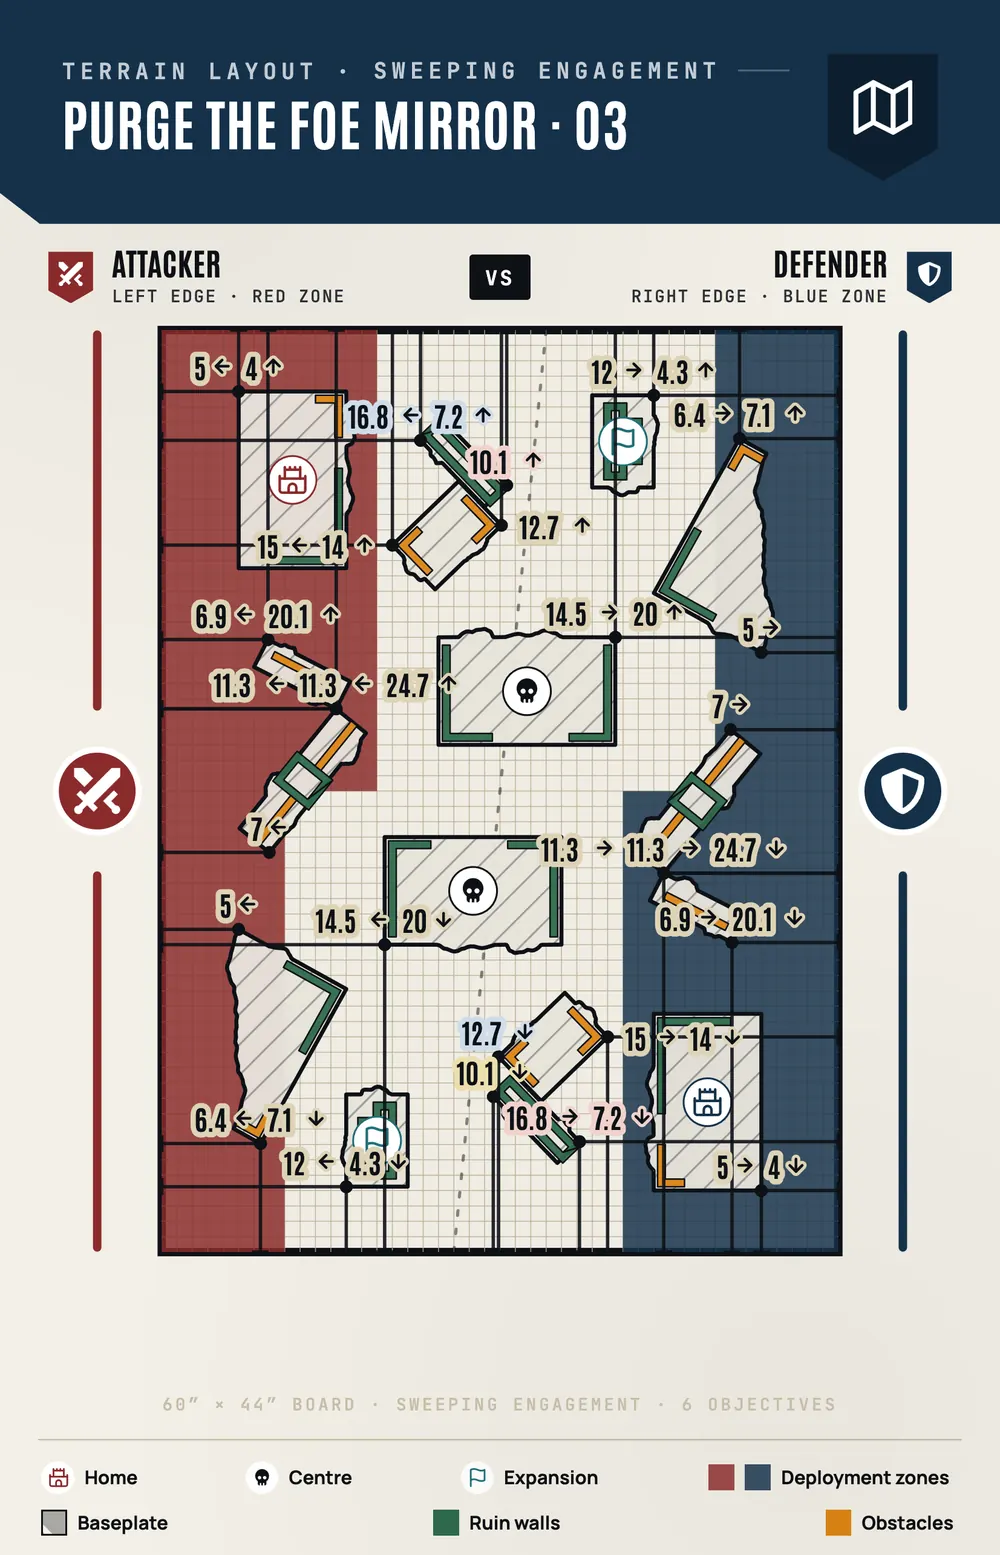 TERRAIN LAYOUT · SWEEPING ENGAGEMENT
PURGE THE FOE MIRROR · 03
ATTACKER
LEFT EDGE · RED ZONE
VS
DEFENDER
RIGHT EDGE · BLUE ZONE
5 ← 4 ↑
12 → 4.3 ↑
16.8 ← 7.2 ↑
6.4 → 7.1 ↑
10.1 ↑
12.7 ↑
15 ← 14 ↑
6.9 ← 20.1 ↑
14.5 → 20 ↑
5 →
11.3 ← 11.3 ← 24.7 ↑
7 →
7 ←
11.3 → 11.3 → 24.7 ↓
5 ←
14.5 ← 20 ↓
6.9 → 20.1 ↓
12.7 ↓
15 → 14 ↓
10.1 ↓
6.4 ← 7.1 ↓
16.8 → 7.2 ↓
12 ← 4.3 ↓
5 → 4 ↓
60″ × 44″ BOARD · SWEEPING ENGAGEMENT · 6 OBJECTIVES
Home
Centre
Expansion
Deployment zones
Baseplate
Ruin walls
Obstacles